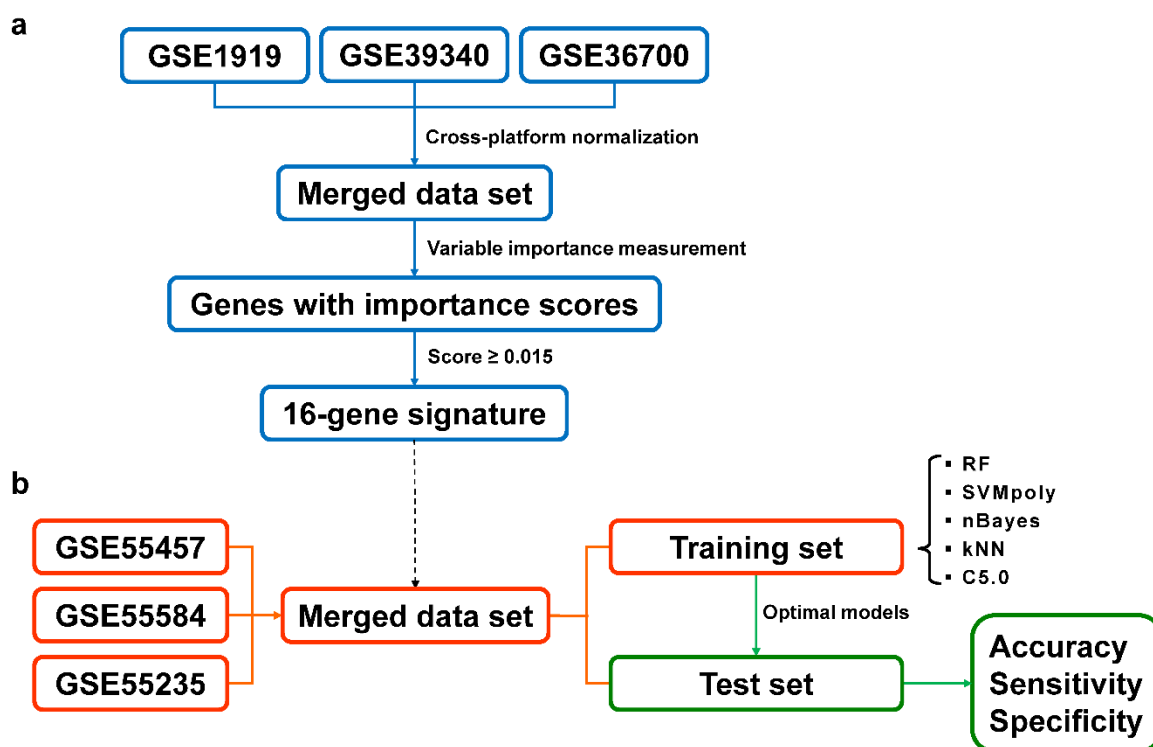 a
GSE1919
GSE39340
GSE36700
Cross-platform normalization
Merged data set
Variable importance measurement
Genes with importance scores
Score ≥ 0.015
16-gene signature
b
GSE55457
GSE55584
GSE55235
Merged data set
Training set
▪ RF
▪ SVMpoly
▪ nBayes
▪ kNN
▪ C5.0
Optimal models
Test set
Accuracy
Sensitivity
Specificity